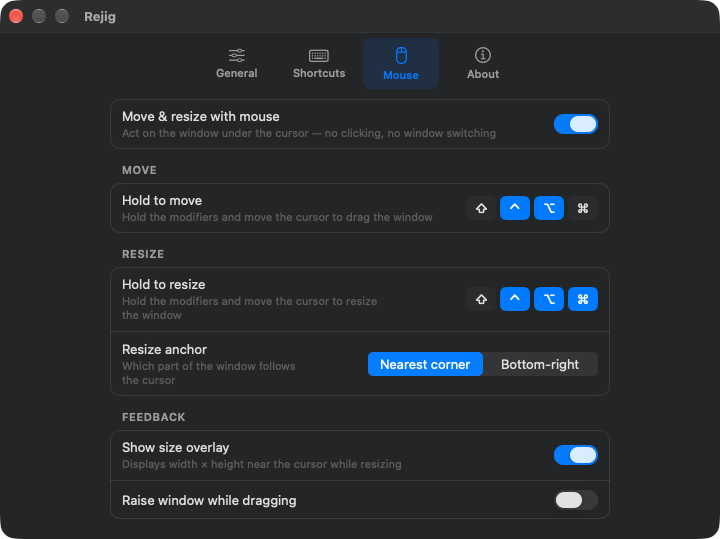 Rejig
General Shortcuts Mouse About
Move & resize with mouse
Act on the window under the cursor — no clicking, no window switching
MOVE
Hold to move
Hold the modifiers and move the cursor to drag the window
⇧ ⌃ ⌥ ⌘
RESIZE
Hold to resize
Hold the modifiers and move the cursor to resize
the window
⇧ ⌃ ⌥ ⌘
Resize anchor
Which part of the window follows
the cursor
Nearest corner Bottom-right
FEEDBACK
Show size overlay
Displays width × height near the cursor while resizing
Raise window while dragging